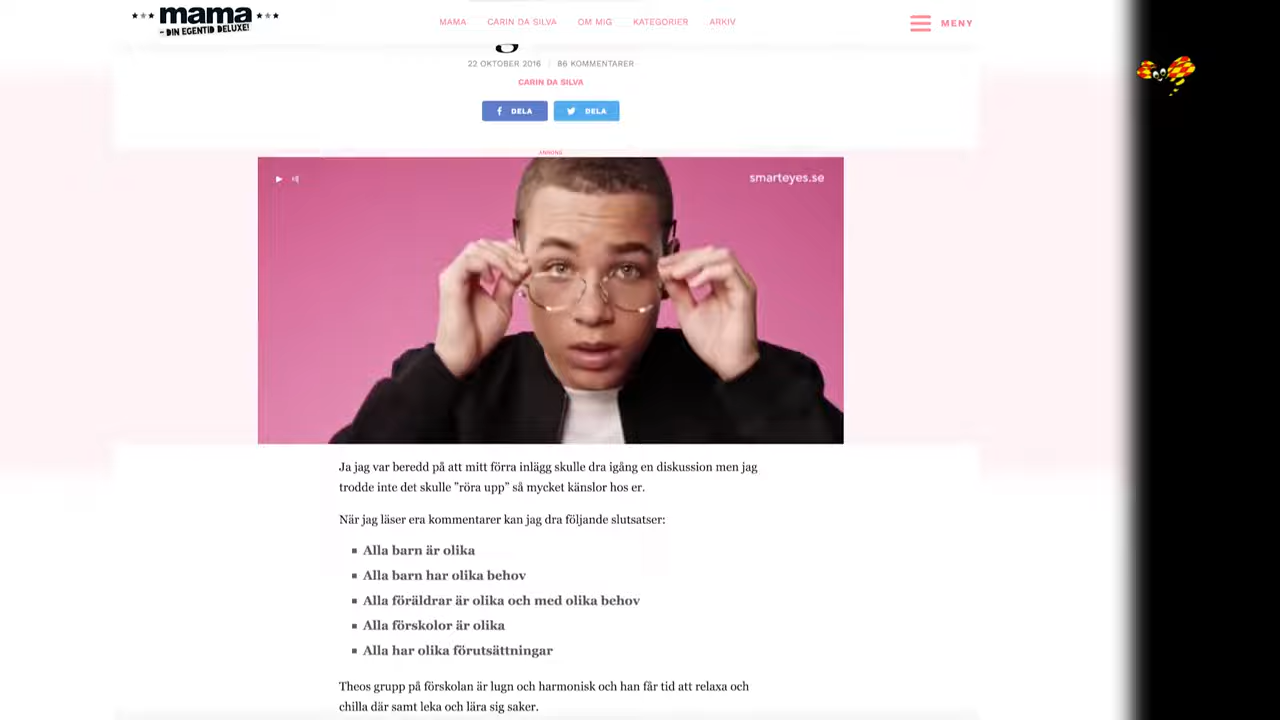 mama
- DIN EGENTID DELUXE!
MAMA CARIN DA SILVA OM MIG KATEGORIER ARKIV
MENY
22 OKTOBER 2016 86 KOMMENTARER
CARIN DA SILVA
DELA DELA
ANNONS
smarteyes.se
Ja jag var beredd på att mitt förra inlägg skulle dra igång en diskussion men jag
trodde inte det skulle ”röra upp” så mycket känslor hos er.
När jag läser era kommentarer kan jag dra följande slutsatser:
Alla barn är olika
Alla barn har olika behov
Alla föräldrar är olika och med olika behov
Alla förskolor är olika
Alla har olika förutsättningar
Theos grupp på förskolan är lugn och harmonisk och han får tid att relaxa och
chilla där samt leka och lära sig saker.